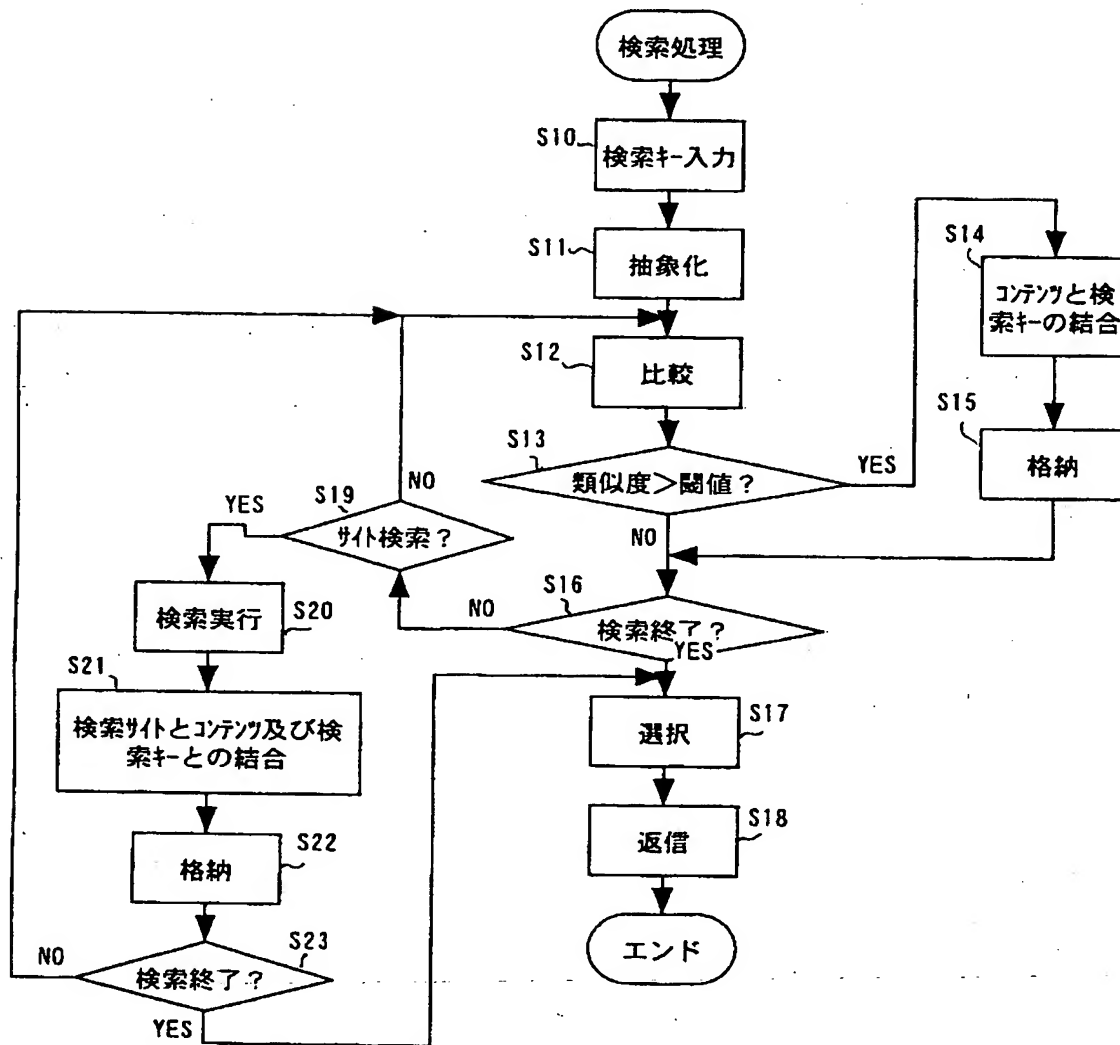 検索処理
S10
検索ｷｰ入力
S11
抽象化
S12
比較
S13
類似度＞閾値？
YES
NO
S14
ｺﾝﾃﾝﾂと検
索ｷｰの結合
S15
格納
S16
検索終了？
NO
YES
S19
ｻｲﾄ検索？
YES
NO
S20
検索実行
S21
検索ｻｲﾄとｺﾝﾃﾝﾂ及び検
索ｷｰとの結合
S22
格納
S23
検索終了？
NO
YES
S17
選択
S18
返信
エンド